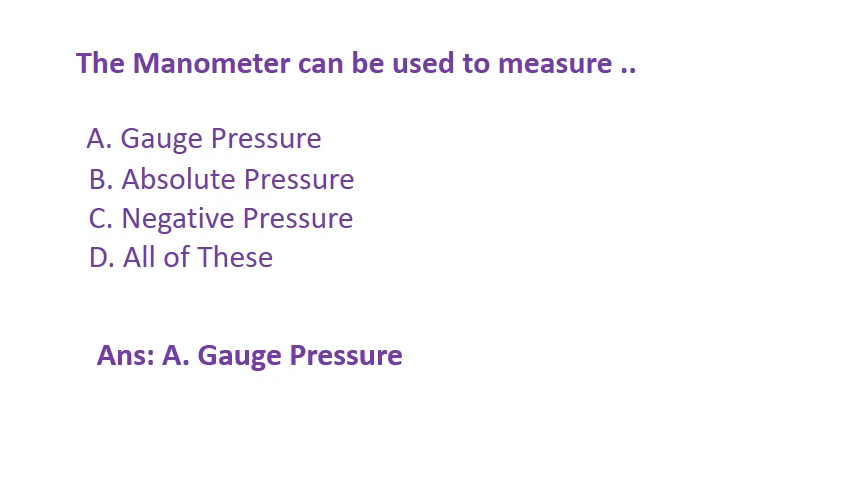 The Manometer can be used to measure ..
A. Gauge Pressure
B. Absolute Pressure
C. Negative Pressure
D. All of These
Ans: A. Gauge Pressure